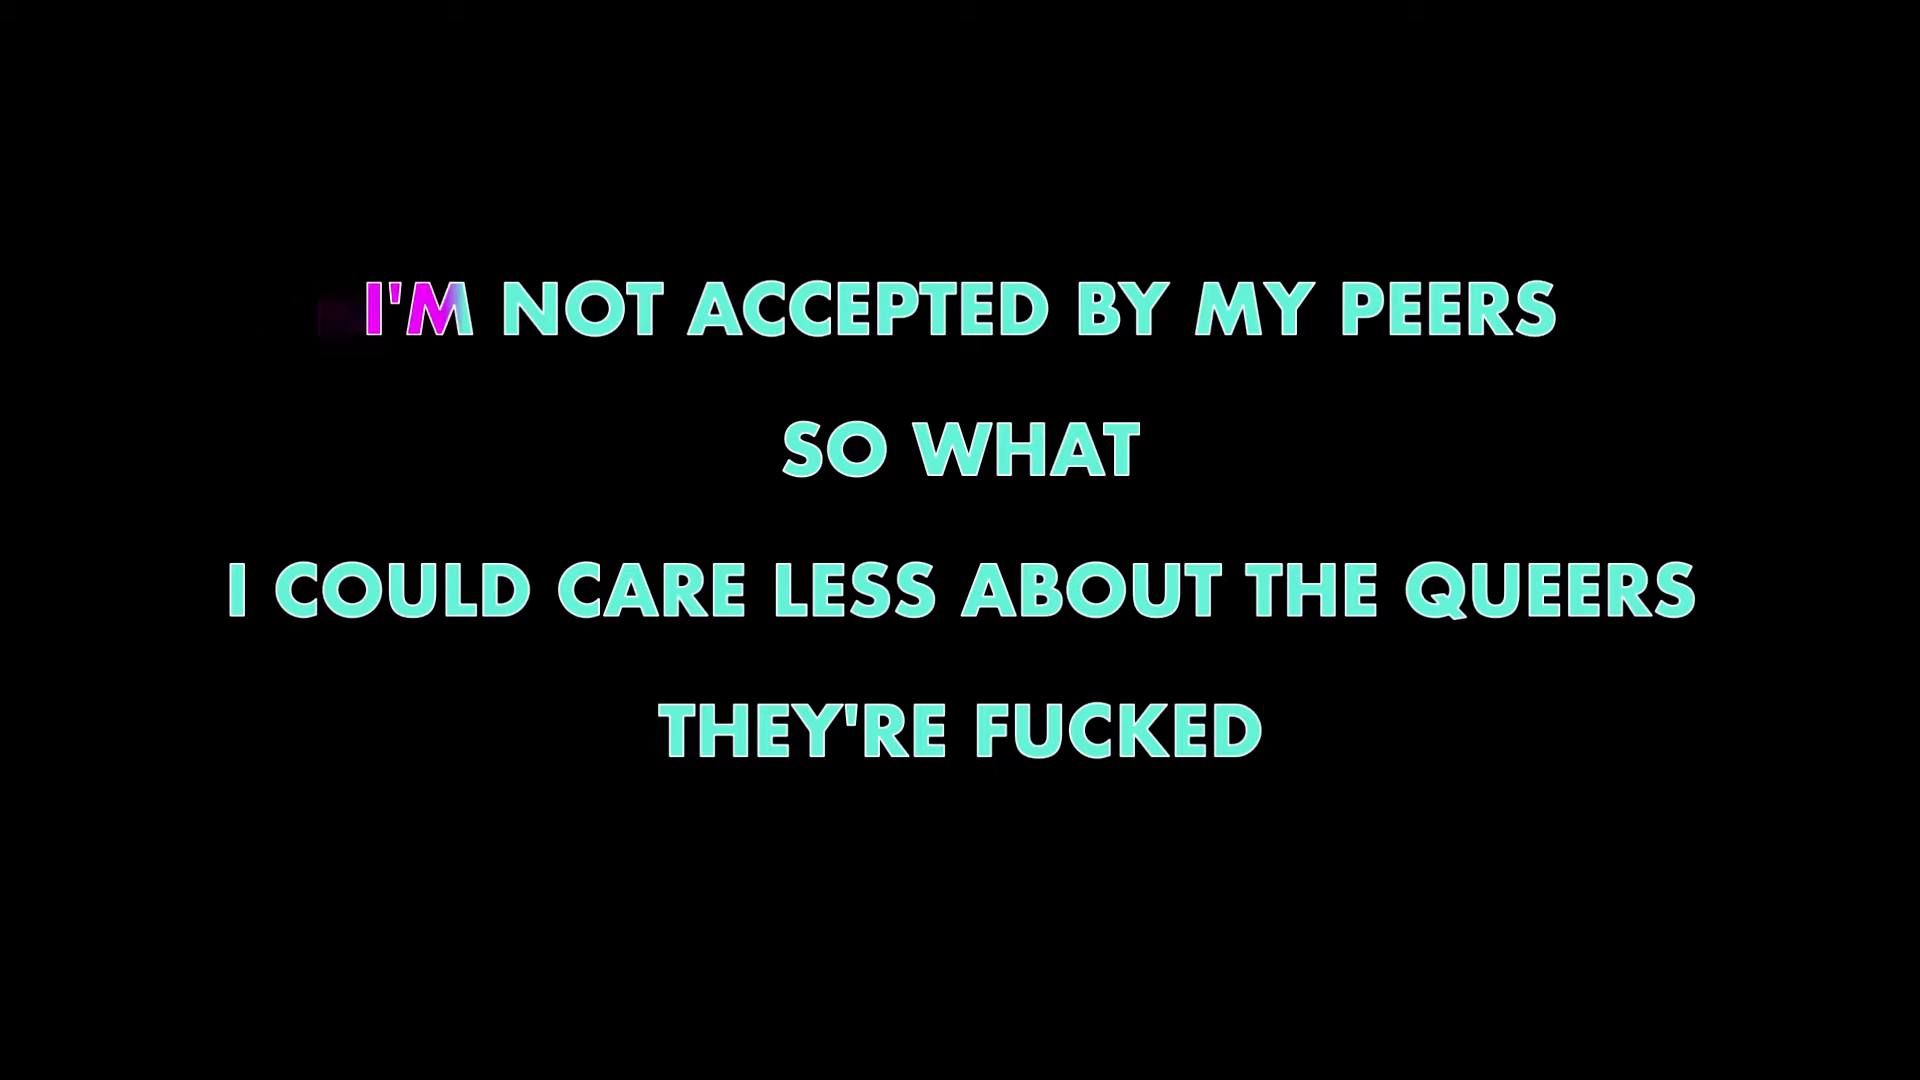 I'M NOT ACCEPTED BY MY PEERS
SO WHAT
I COULD CARE LESS ABOUT THE QUEERS
THEY'RE FUCKED